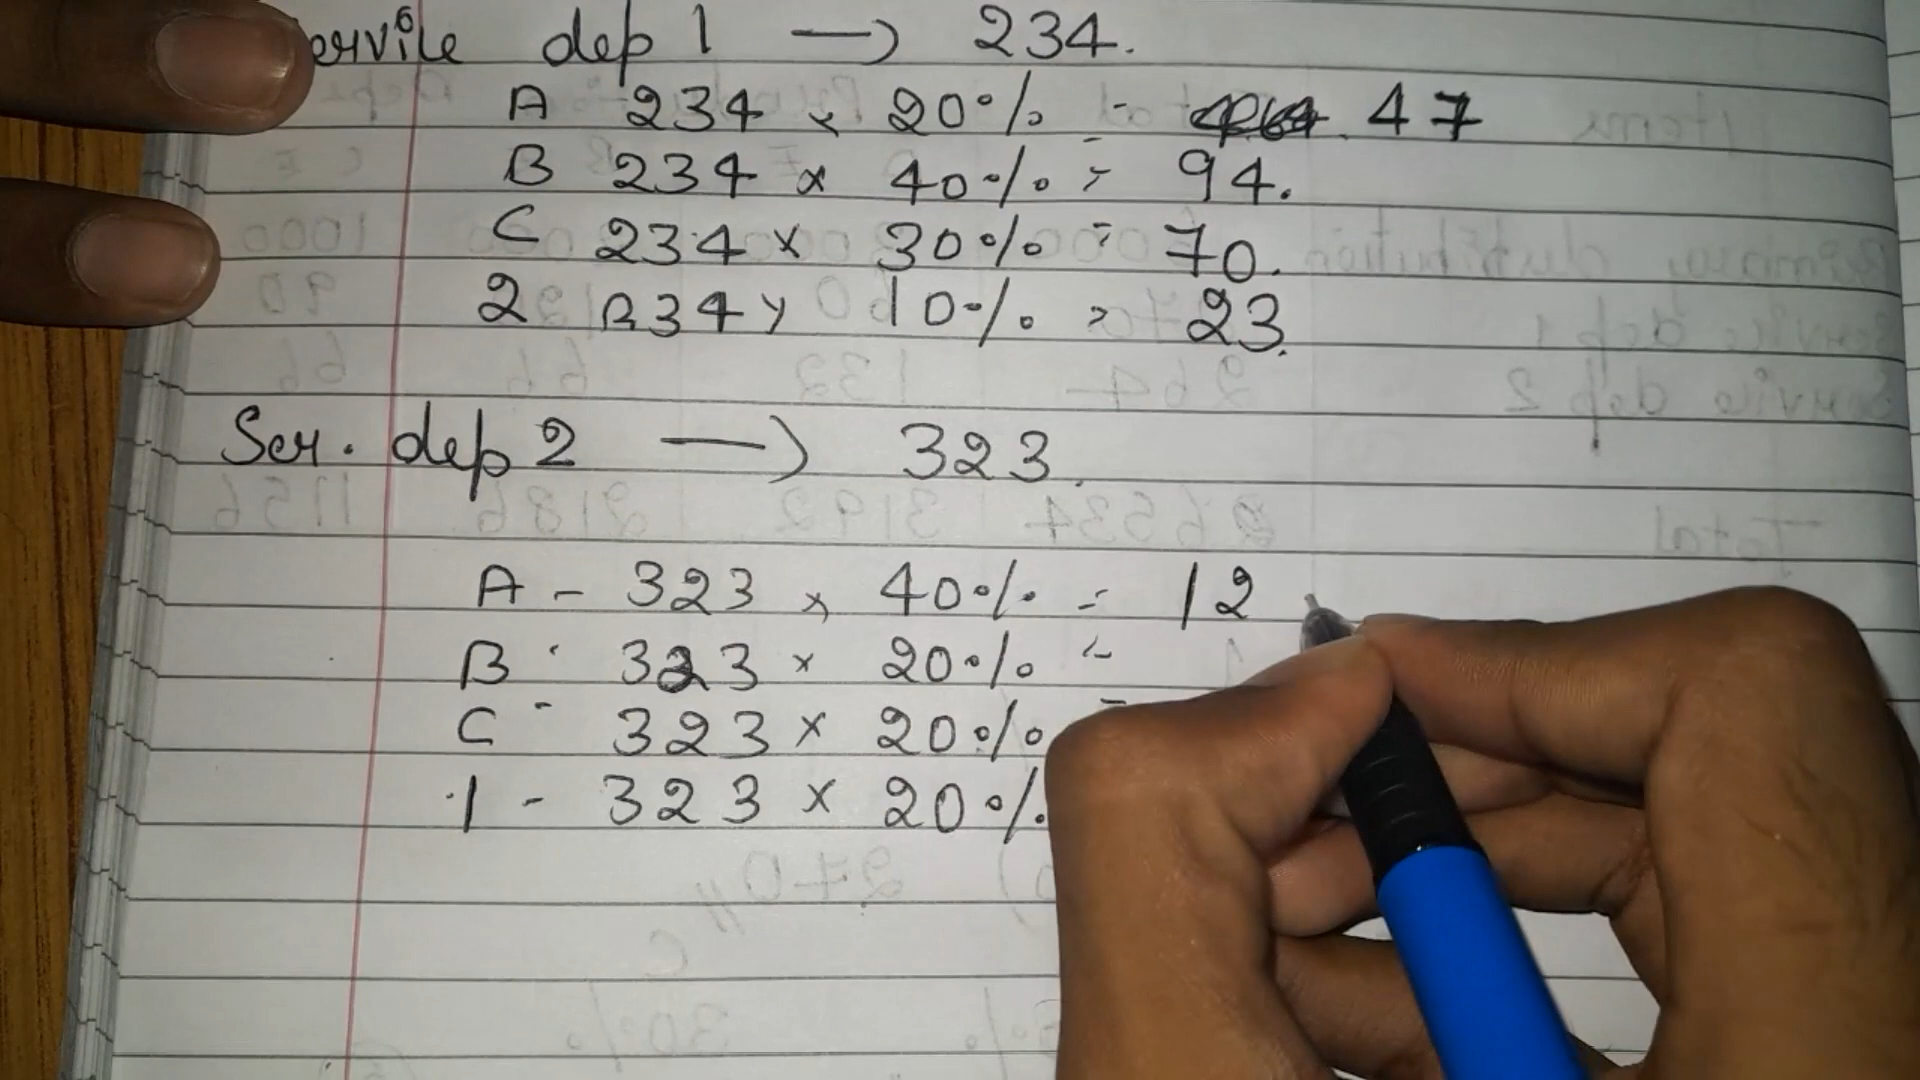 Service dep 1 → 234.
A 234 × 20% = 47
B 234 × 40% = 94.
C 234 × 30% = 70.
2 234 × 10% = 23.
Ser. dep 2 → 323.
A - 323 × 40% = 12
B - 323 × 20% =
C - 323 × 20% =
1 - 323 × 20%